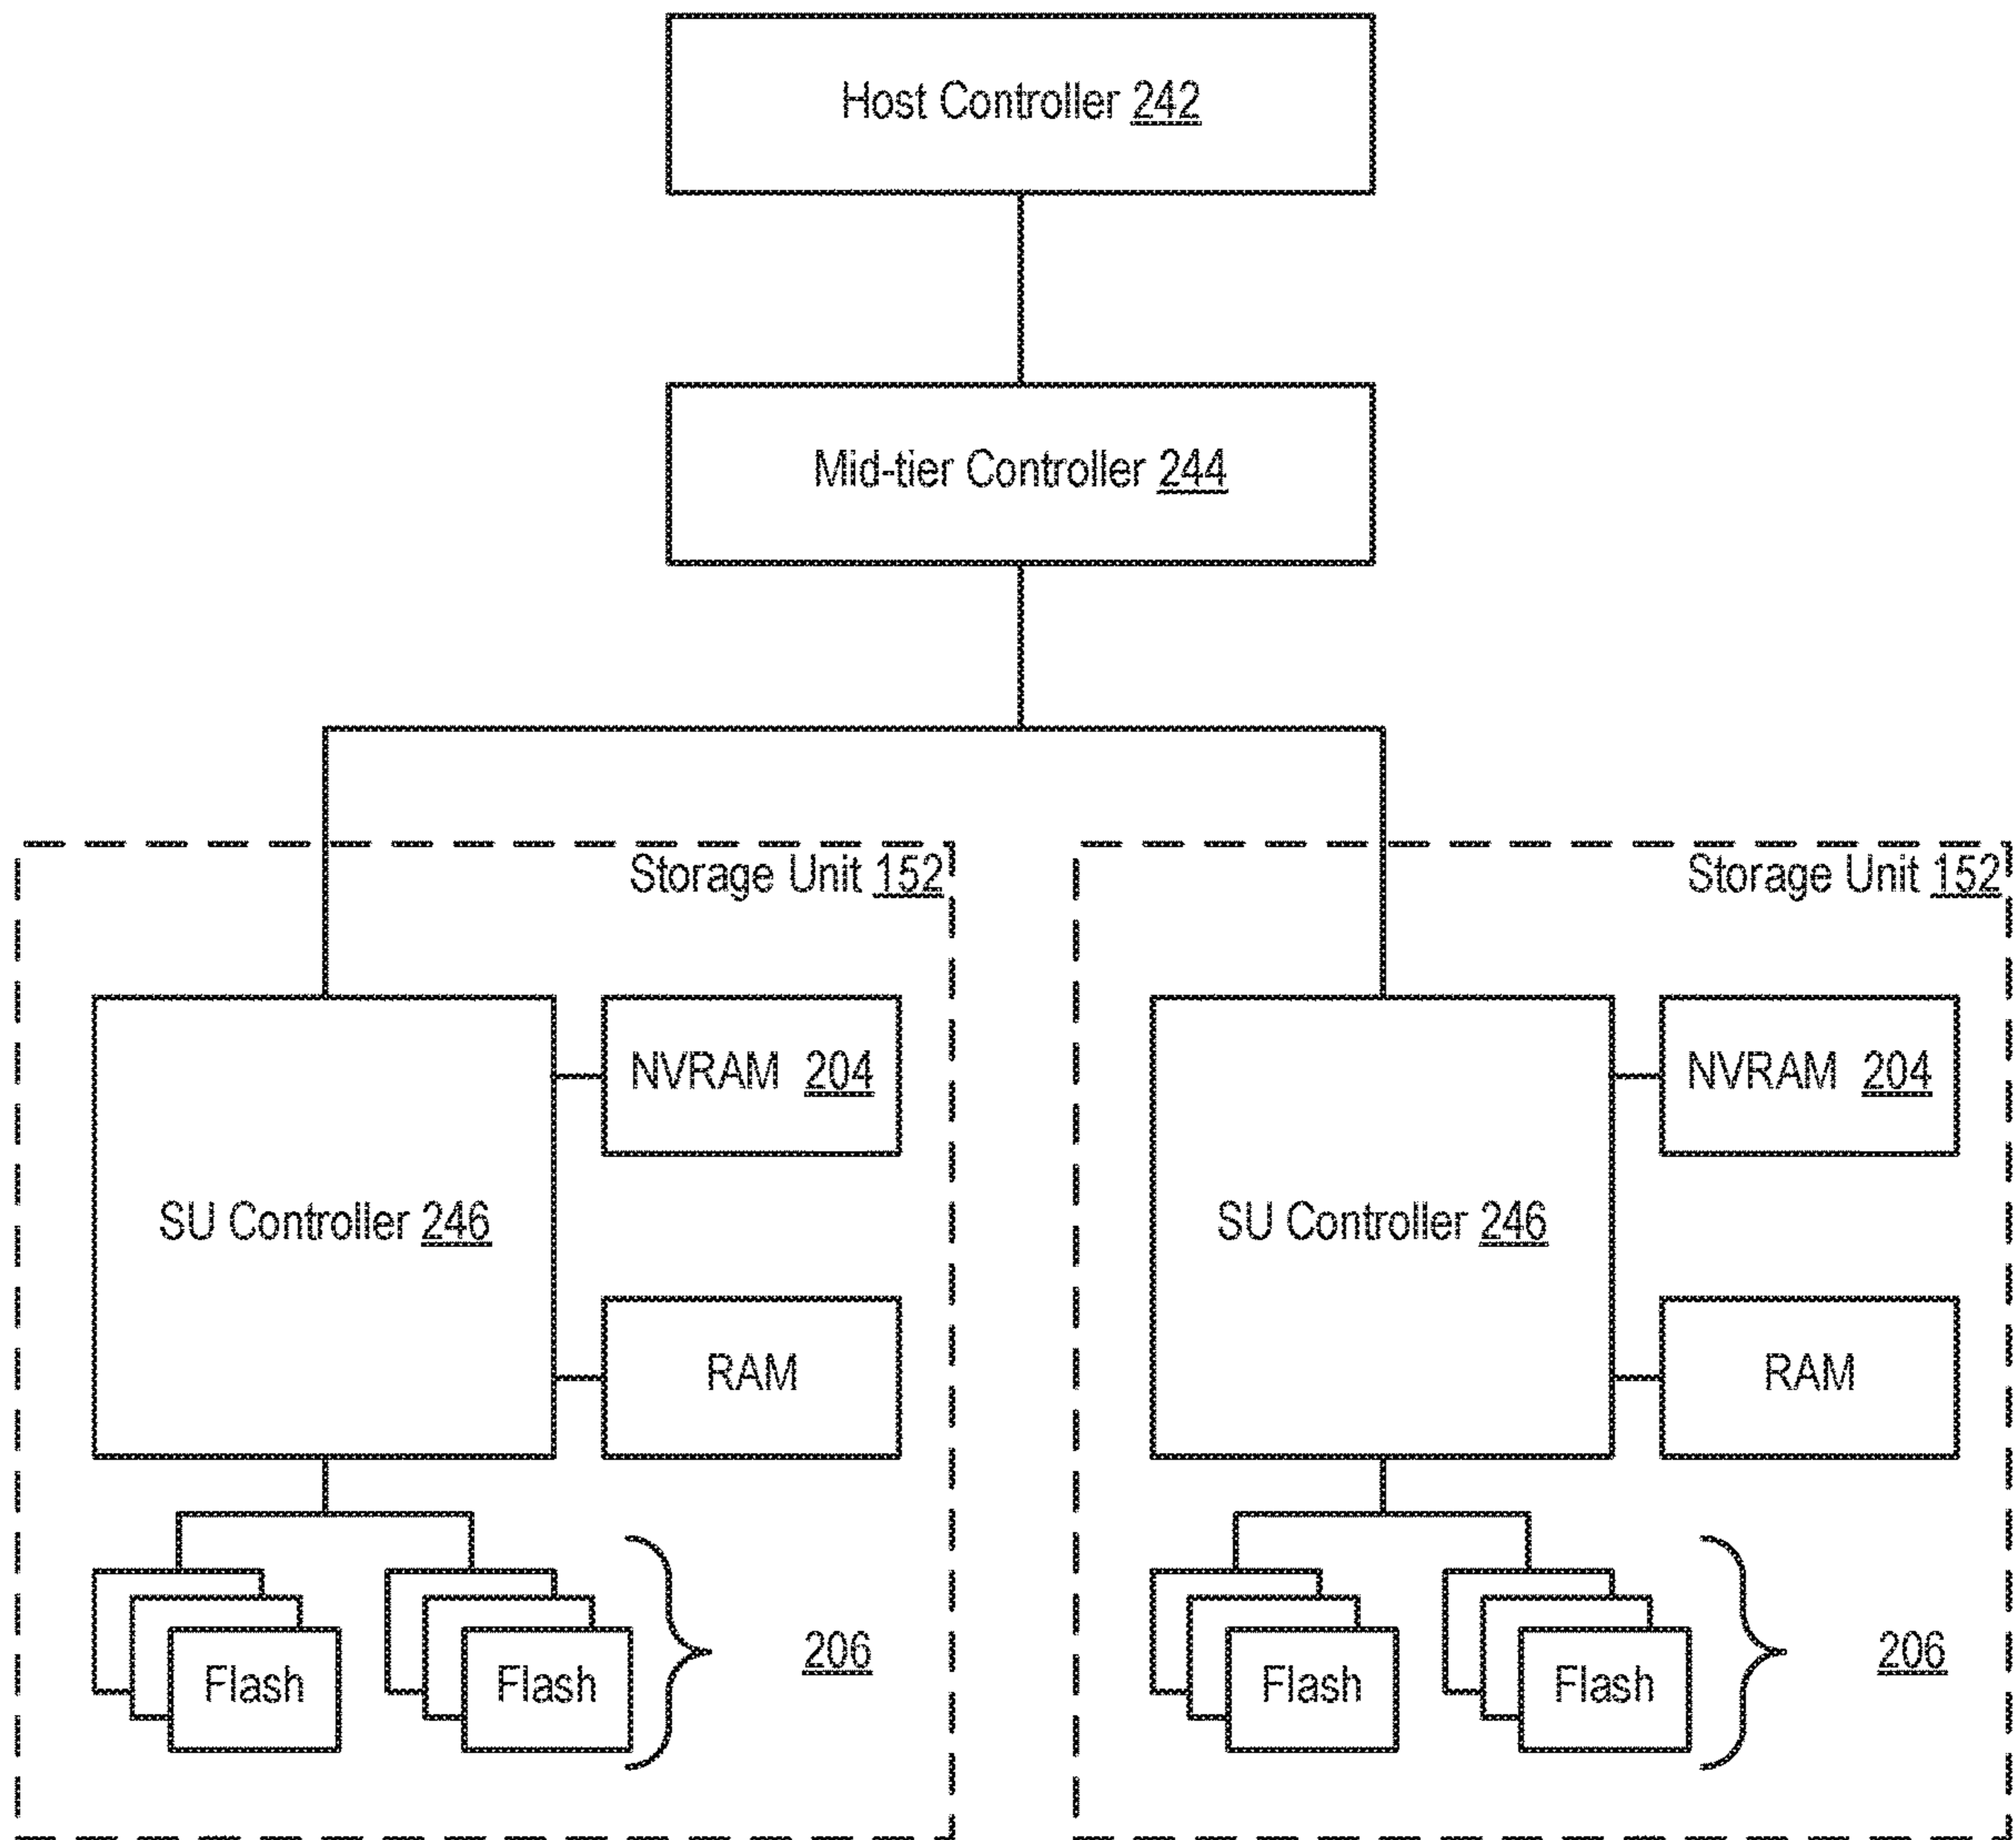 Host Controller 242
Mid-tier Controller 244
Storage Unit 152
SU Controller 246
NVRAM 204
RAM
Flash
Flash
206
Storage Unit 152
SU Controller 246
NVRAM 204
RAM
Flash
Flash
206